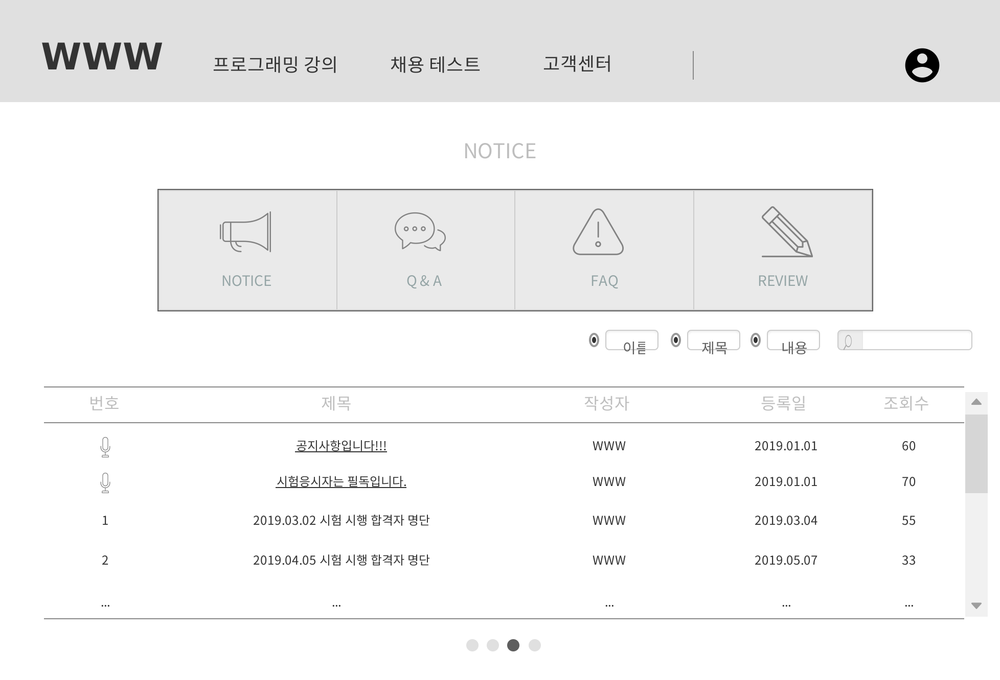 WWW 프로그래밍 강의 채용 테스트 고객센터
NOTICE
NOTICE Q & A FAQ REVIEW
이름 제목 내용
번호 제목 작성자 등록일 조회수
공지사항입니다!!! WWW 2019.01.01 60
시험응시자는 필독입니다. WWW 2019.01.01 70
1 2019.03.02 시험 시행 합격자 명단 WWW 2019.03.04 55
2 2019.04.05 시험 시행 합격자 명단 WWW 2019.05.07 33
... ... ... ... ...